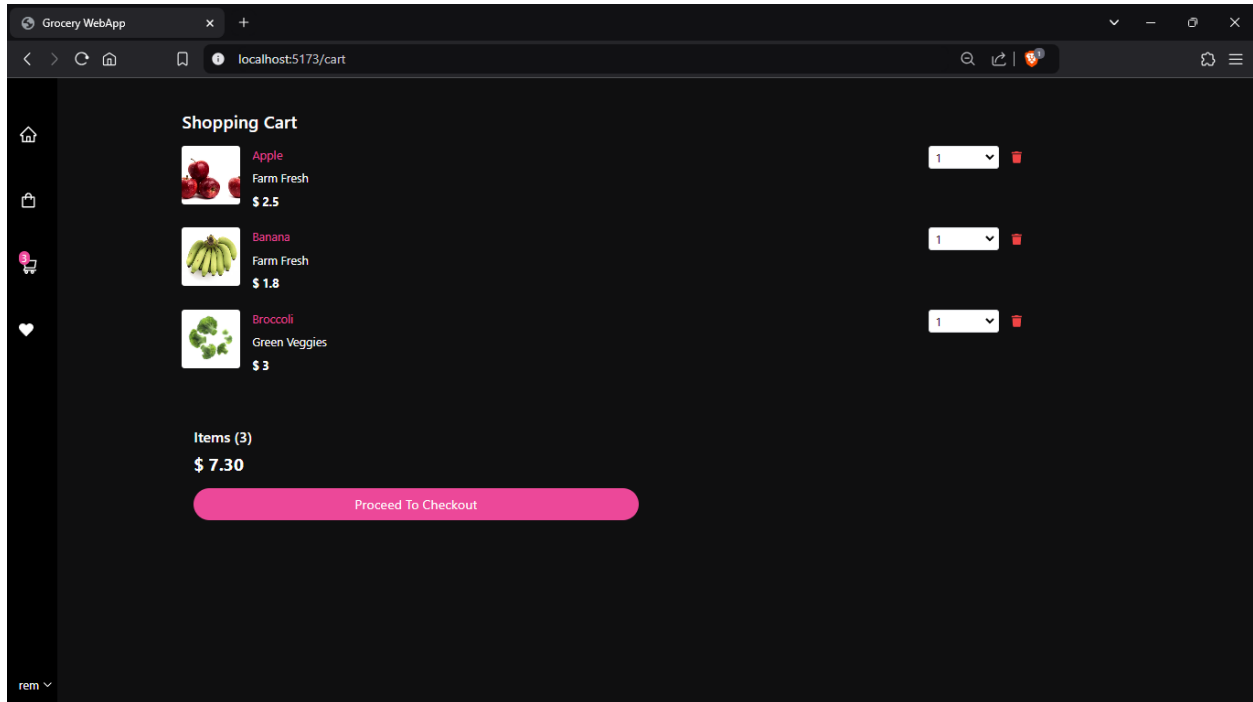 Grocery WebApp
localhost:5173/cart
1
Shopping Cart
Apple
Farm Fresh
$ 2.5
1
Banana
Farm Fresh
$ 1.8
1
3
Broccoli
Green Veggies
$ 3
1
Items (3)
$ 7.30
Proceed To Checkout
rem